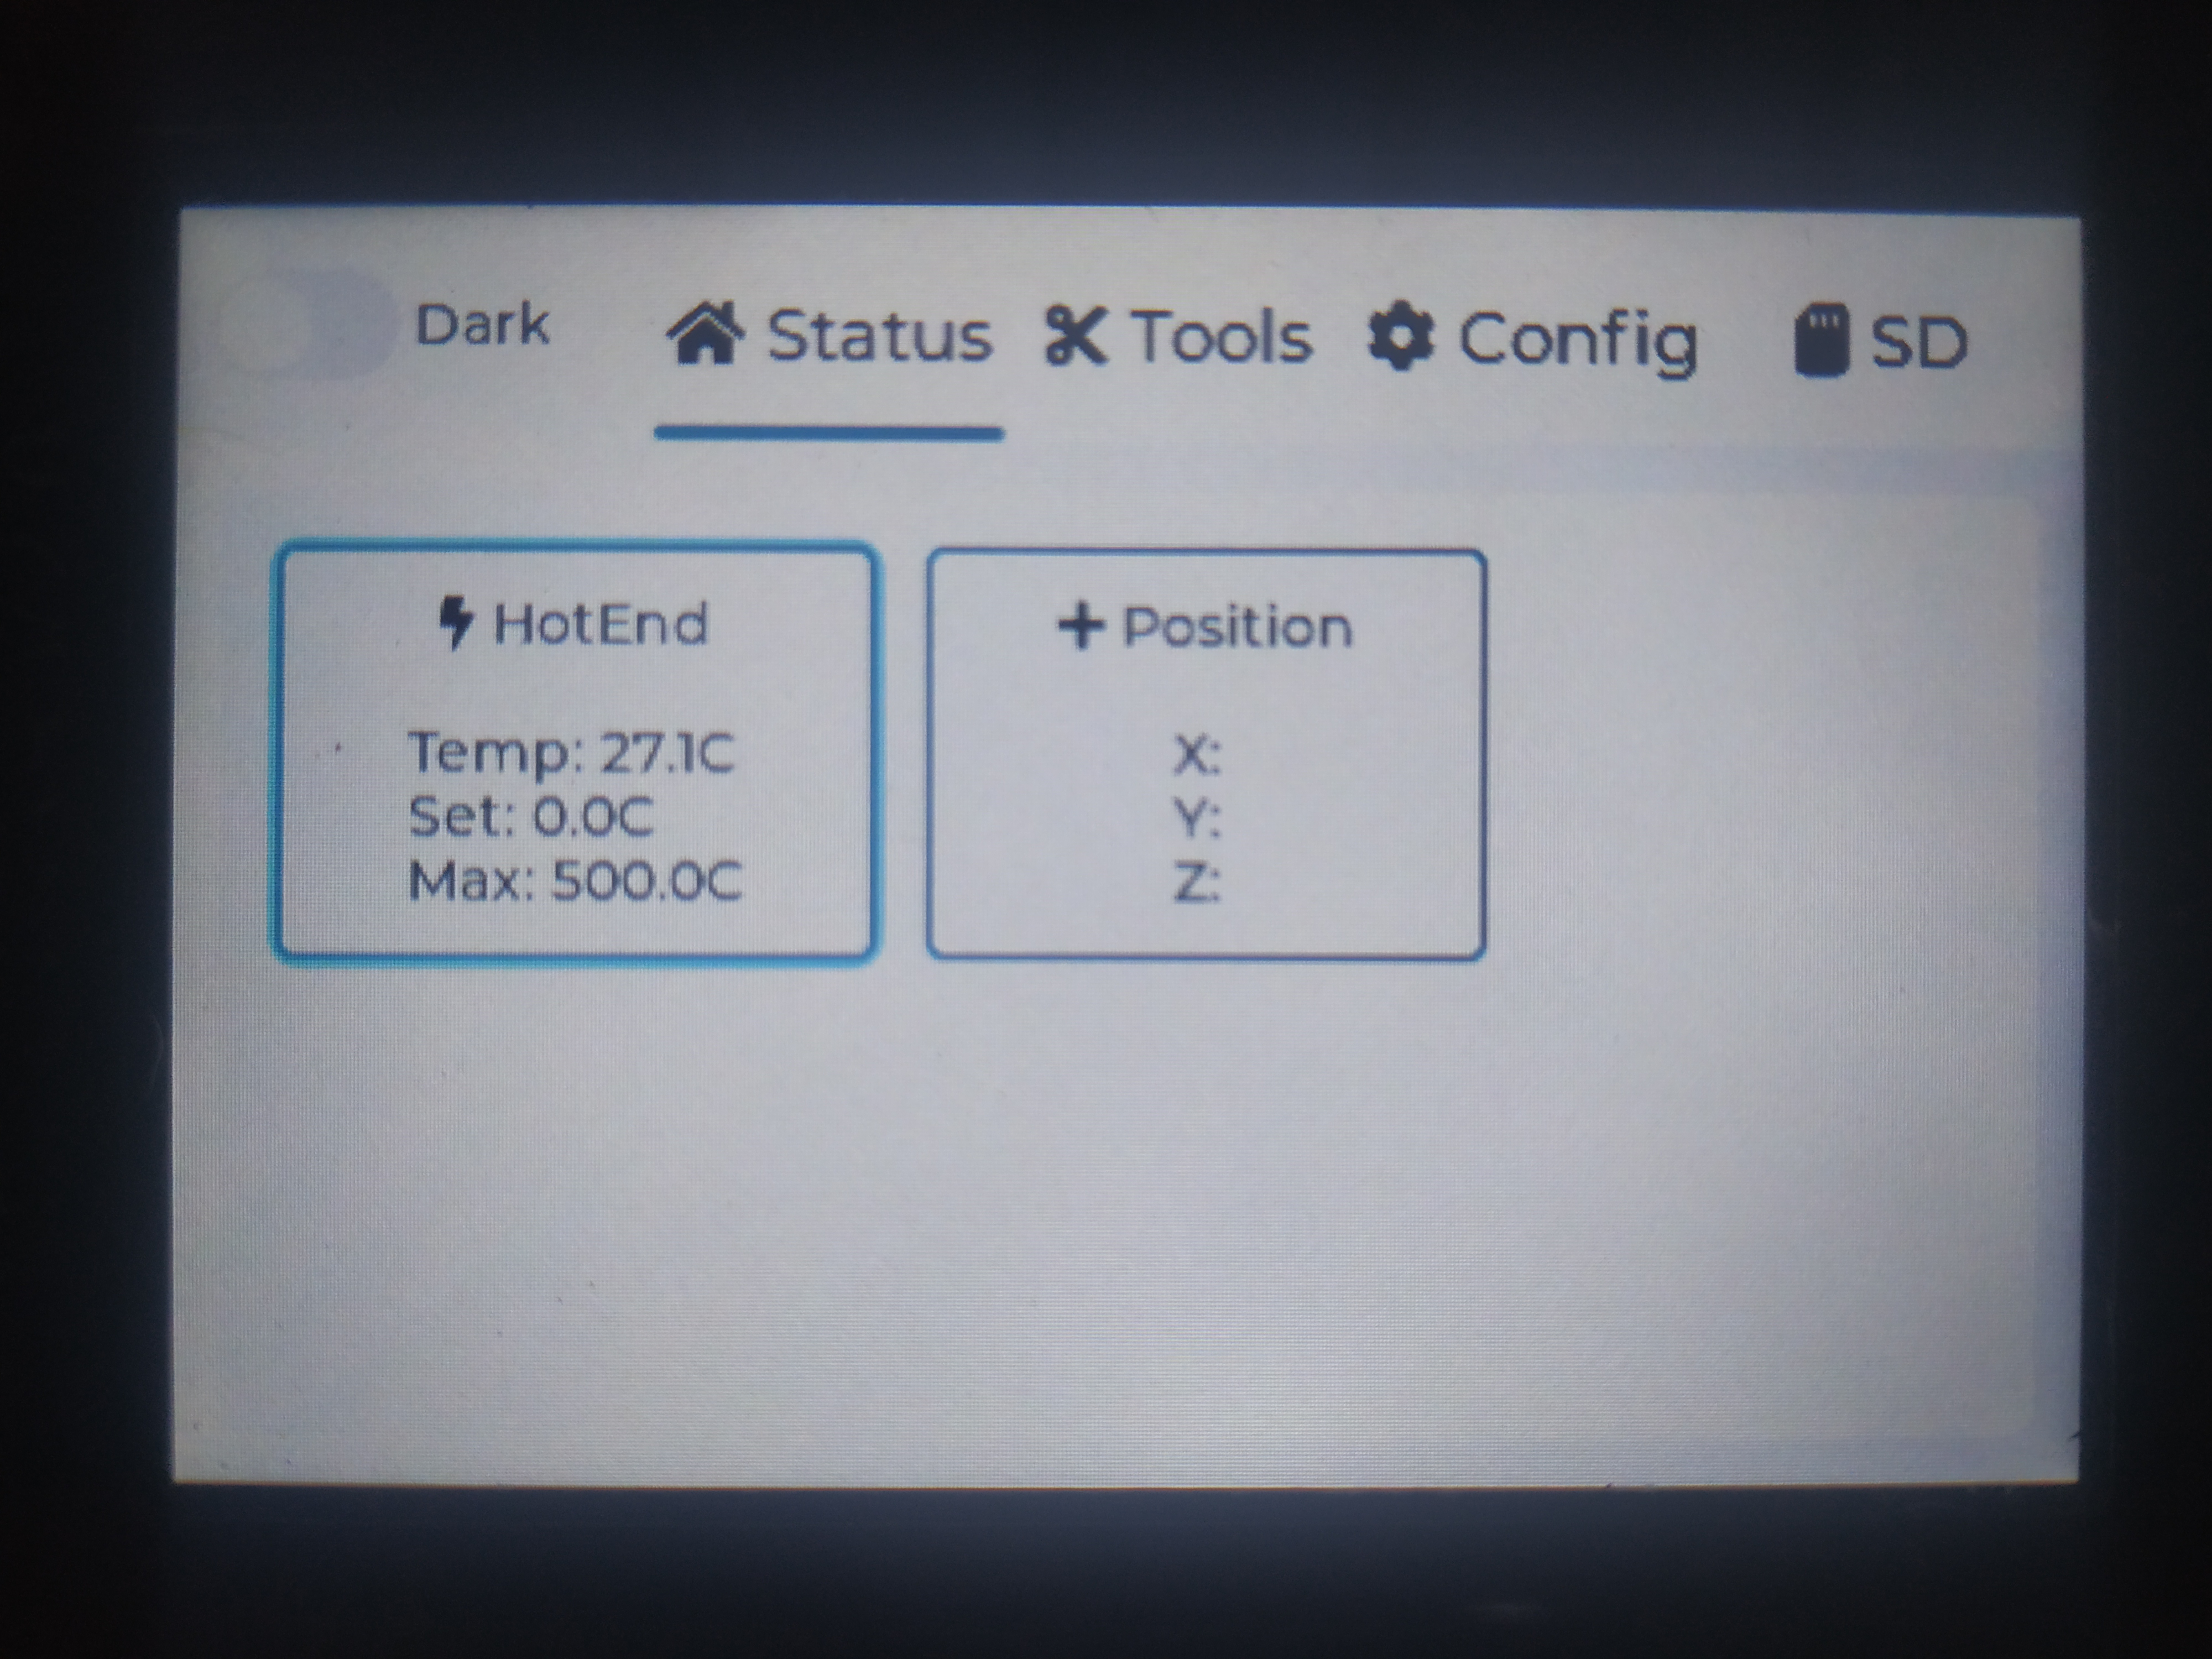 Dark
Status
Tools
Config
SD
HotEnd
Temp: 27.1C
Set: 0.0C
Max: 500.0C
Position
X:
Y:
Z: